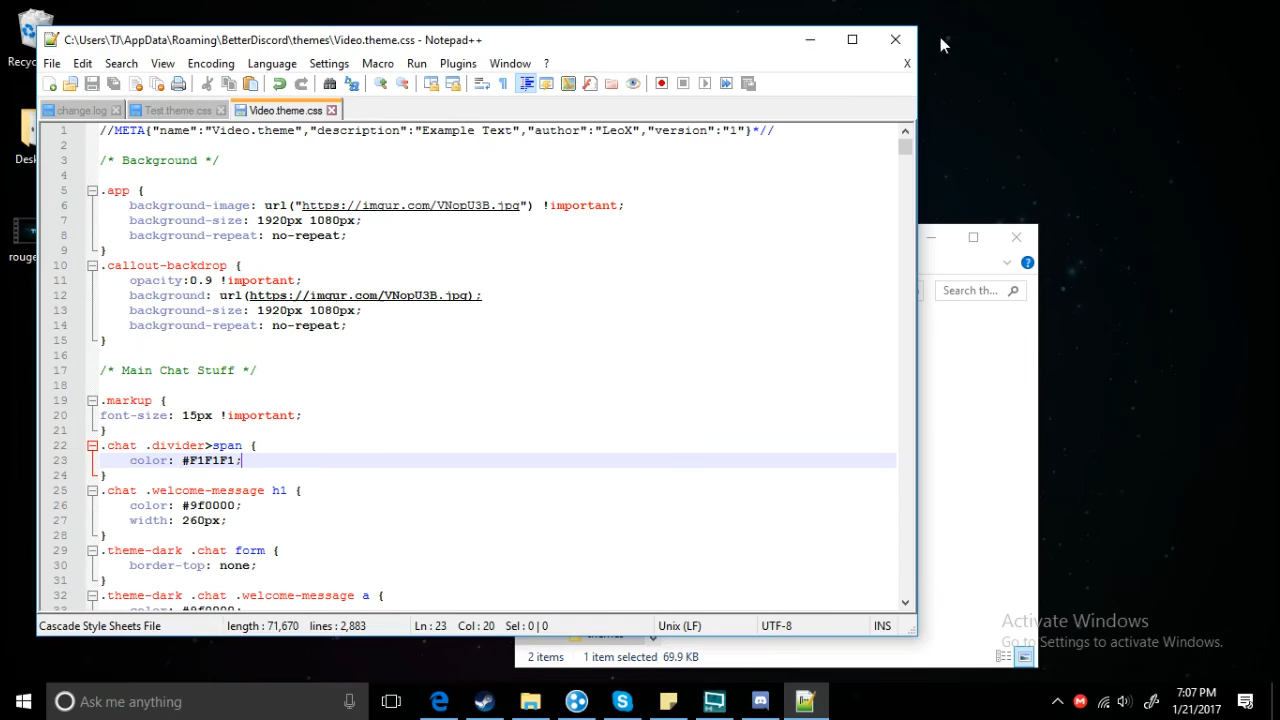 C:\Users\TJ\AppData\Roaming\BetterDiscord\themes\Video.theme.css - Notepad++
File Edit Search View Encoding Language Settings Macro Run Plugins Window ? X
change.log Test.theme.css Video.theme.css
1 //META{"name":"Video.theme","description":"Example Text","author":"LeoX","version":"1"}*//
2
3 /* Background */
4
5 .app {
6 background-image: url("https://imgur.com/VNopU3B.jpg") !important;
7 background-size: 1920px 1080px;
8 background-repeat: no-repeat;
9 }
10 .callout-backdrop {
11 opacity:0.9 !important;
12 background: url(https://imgur.com/VNopU3B.jpg);
13 background-size: 1920px 1080px;
14 background-repeat: no-repeat;
15 }
16
17 /* Main Chat Stuff */
18
19 .markup {
20 font-size: 15px !important;
21 }
22 .chat .divider>span {
23 color: #F1F1F1;
24 }
25 .chat .welcome-message h1 {
26 color: #9f0000;
27 width: 260px;
28 }
29 .theme-dark .chat form {
30 border-top: none;
31 }
32 .theme-dark .chat .welcome-message a {
33 color: #9f0000;
Cascade Style Sheets File length : 71,670 lines : 2,883 Ln : 23 Col : 20 Sel : 0 | 0 Unix (LF) UTF-8 INS
Recyc
Desk
rouge
Search th...
2 items 1 item selected 69.9 KB
Activate Windows
Go to Settings to activate Windows.
Ask me anything
7:07 PM
1/21/2017